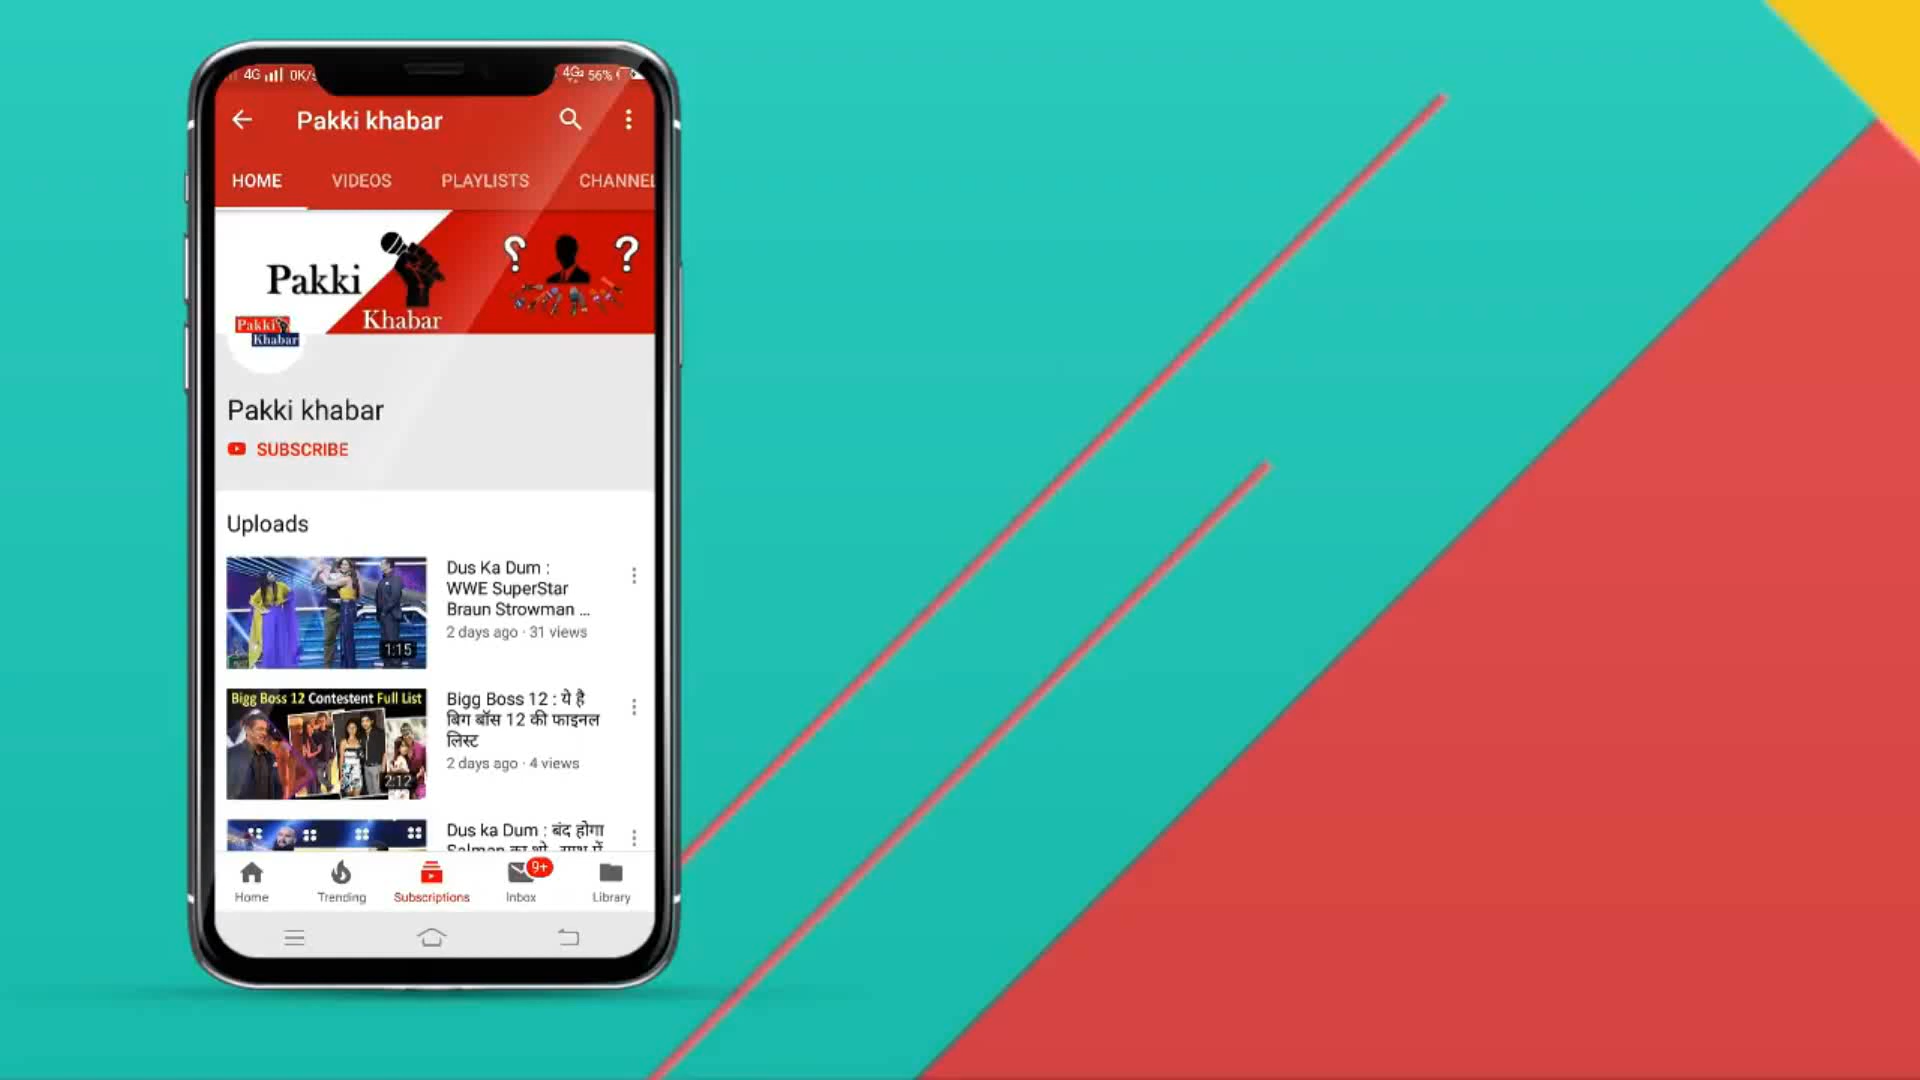 4G 0K/s 4G 56%
Pakki khabar
HOME VIDEOS PLAYLISTS CHANNEL
Pakki
Khabar
? ?
Pakki
Khabar
Pakki khabar
SUBSCRIBE
Uploads
Dus Ka Dum :
WWE SuperStar
Braun Strowman ...
2 days ago · 31 views
1:15
Bigg Boss 12 Contestent Full List
Bigg Boss 12 : ये है
बिग बॉस 12 की फाइनल
लिस्ट
2 days ago · 4 views
2:12
Dus ka Dum : बंद होगा
Salman का शो
9+
Home Trending Subscriptions Inbox Library